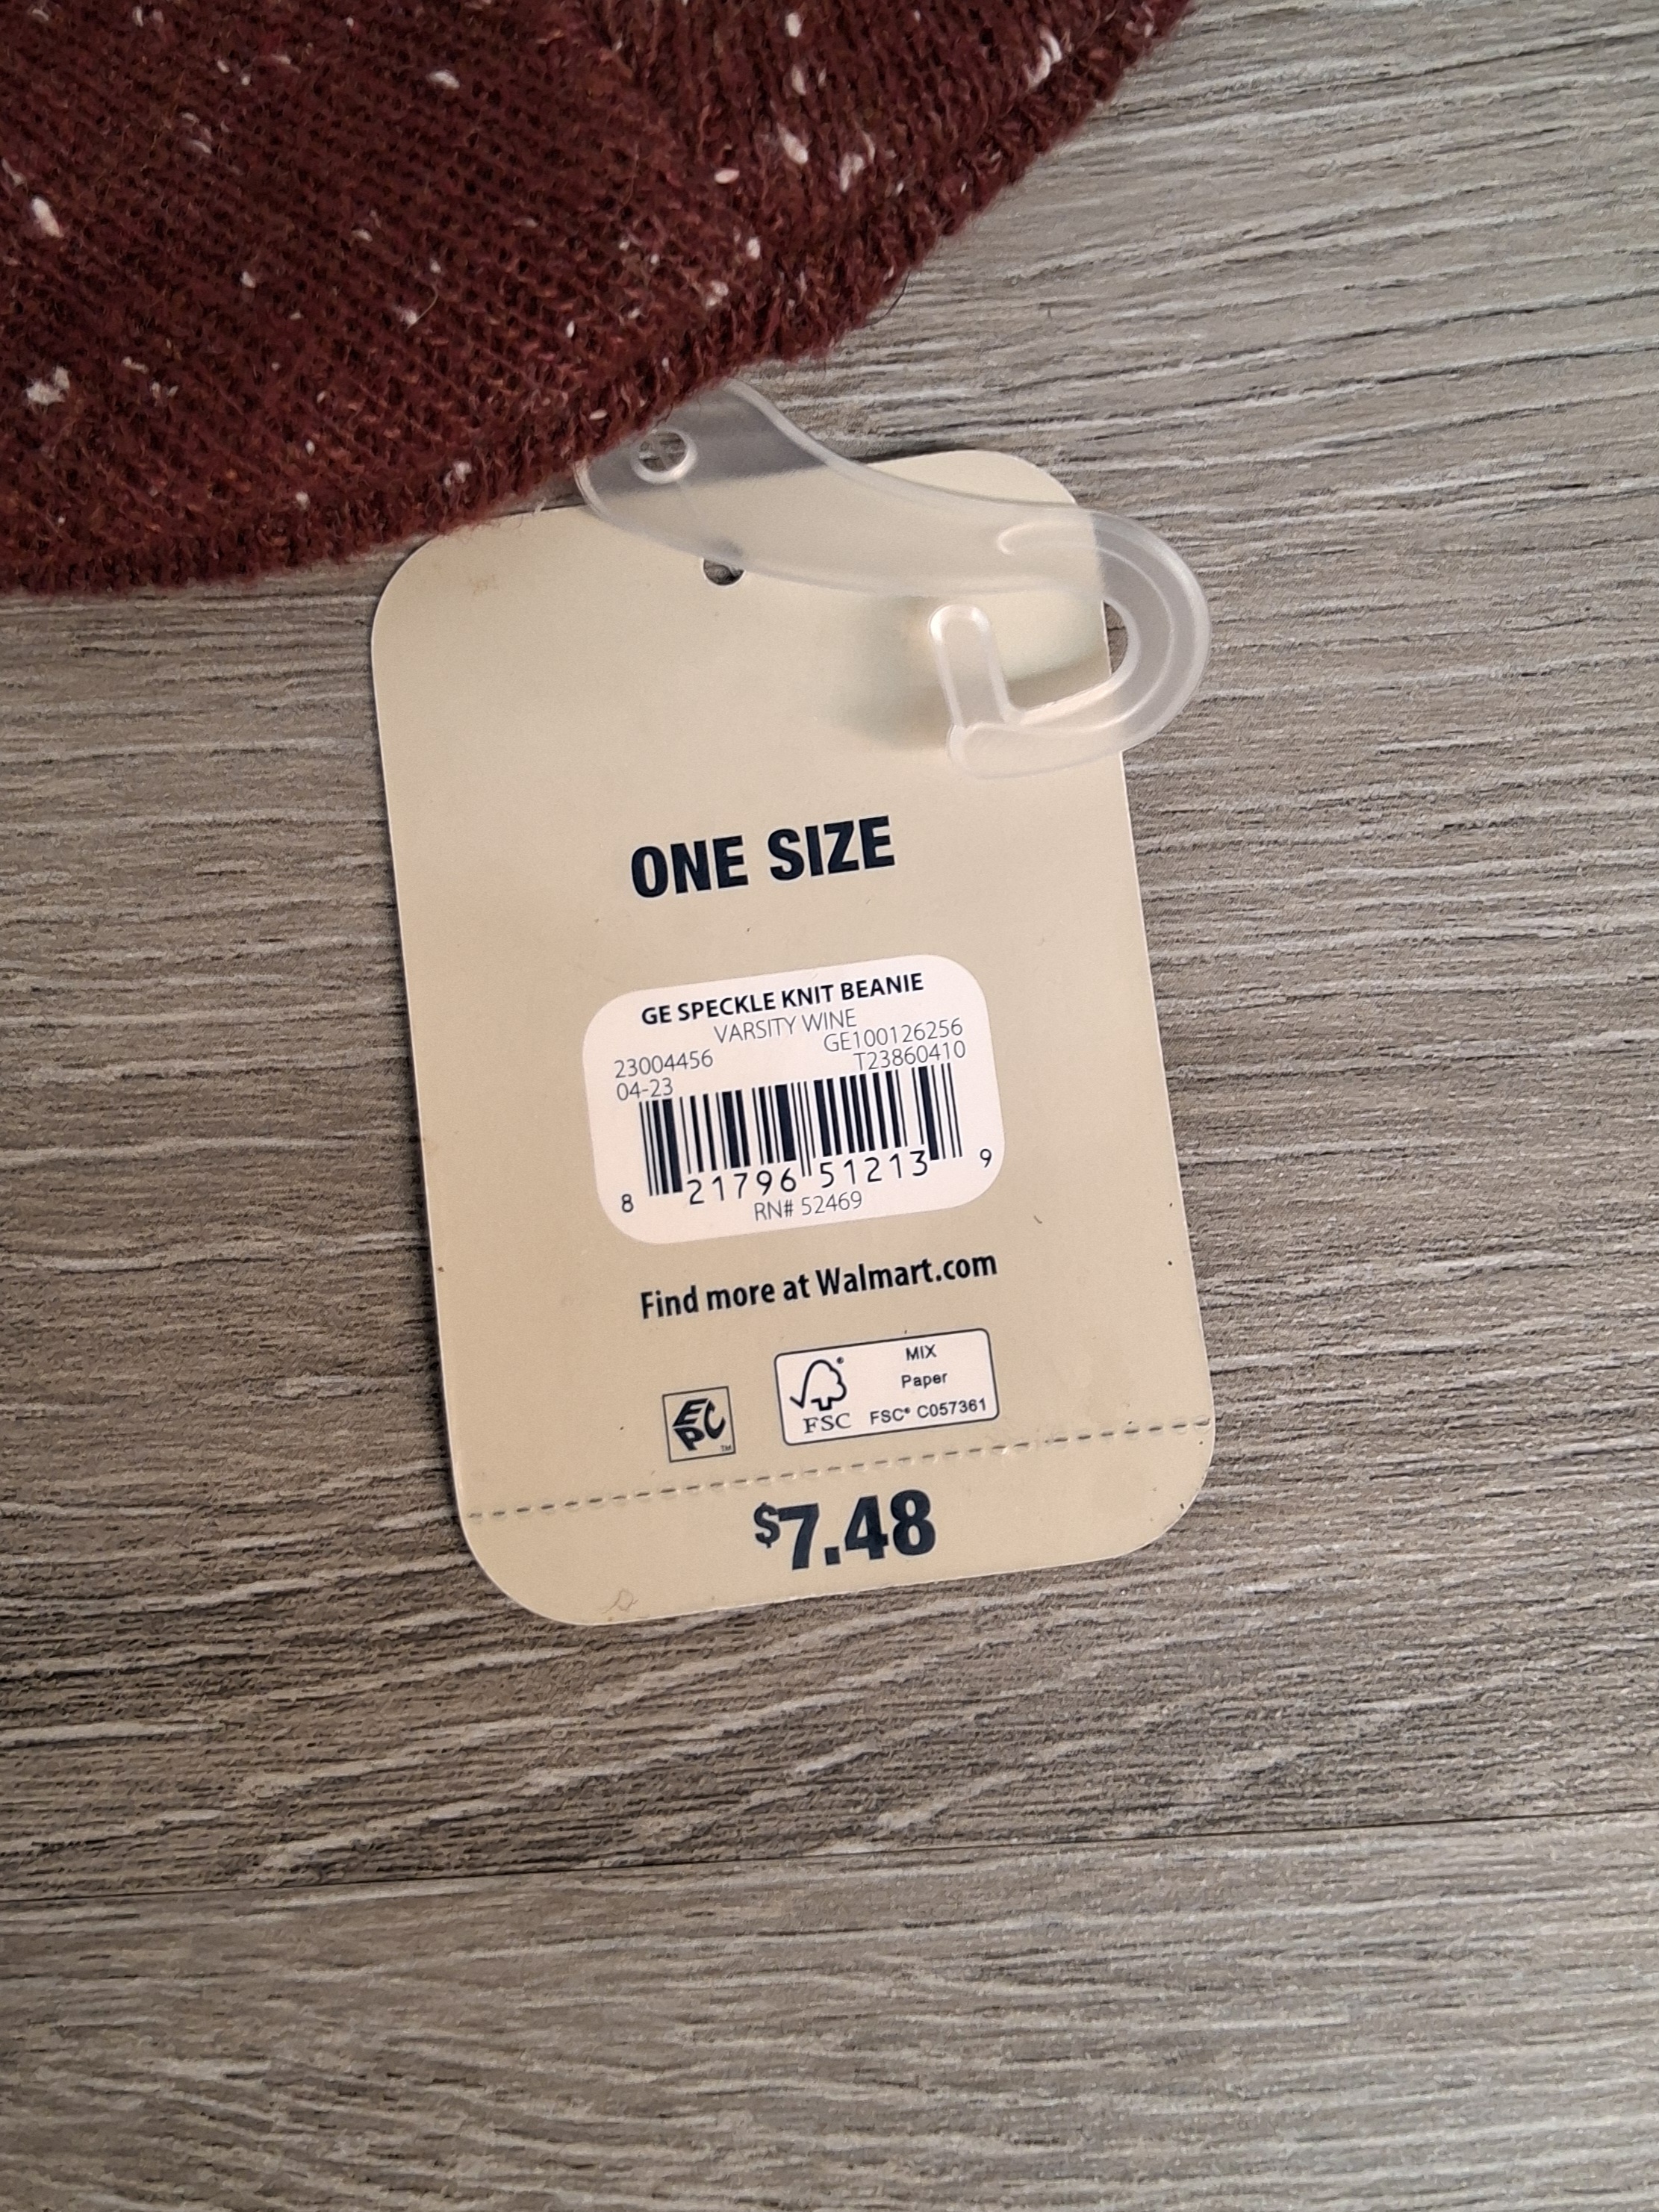 ONE SIZE
GE SPECKLE KNIT BEANIE
VARSITY WINE
23004456 GE100126256
04-23 T23860410
8 21796 51213 9
RN# 52469
Find more at Walmart.com
EPC™
FSC®
MIX
Paper
FSC® C057361
$7.48